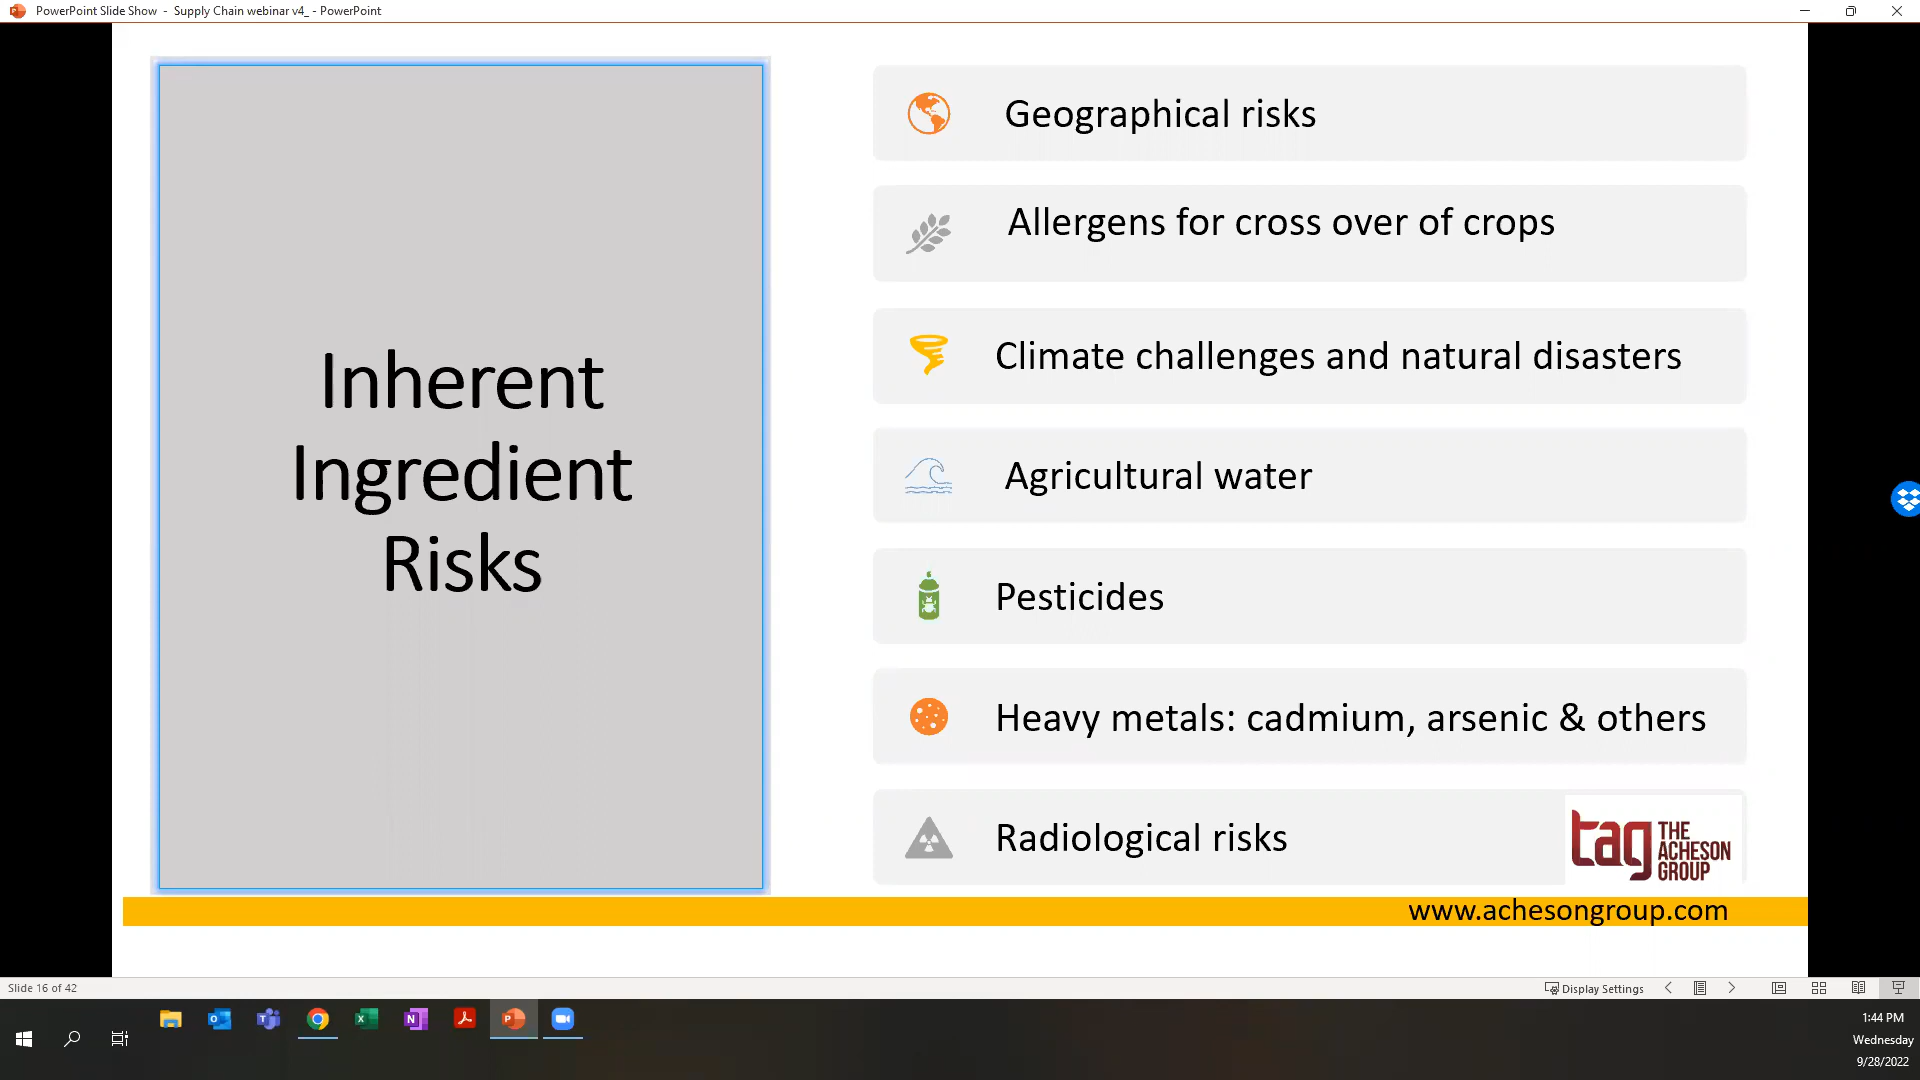 PowerPoint Slide Show - Supply Chain webinar v4_ - PowerPoint
Inherent
Ingredient
Risks
Geographical risks
Allergens for cross over of crops
Climate challenges and natural disasters
Agricultural water
Pesticides
Heavy metals: cadmium, arsenic & others
Radiological risks
tag THE
ACHESON
GROUP
www.achesongroup.com
Slide 16 of 42
Display Settings
1:44 PM
Wednesday
9/28/2022